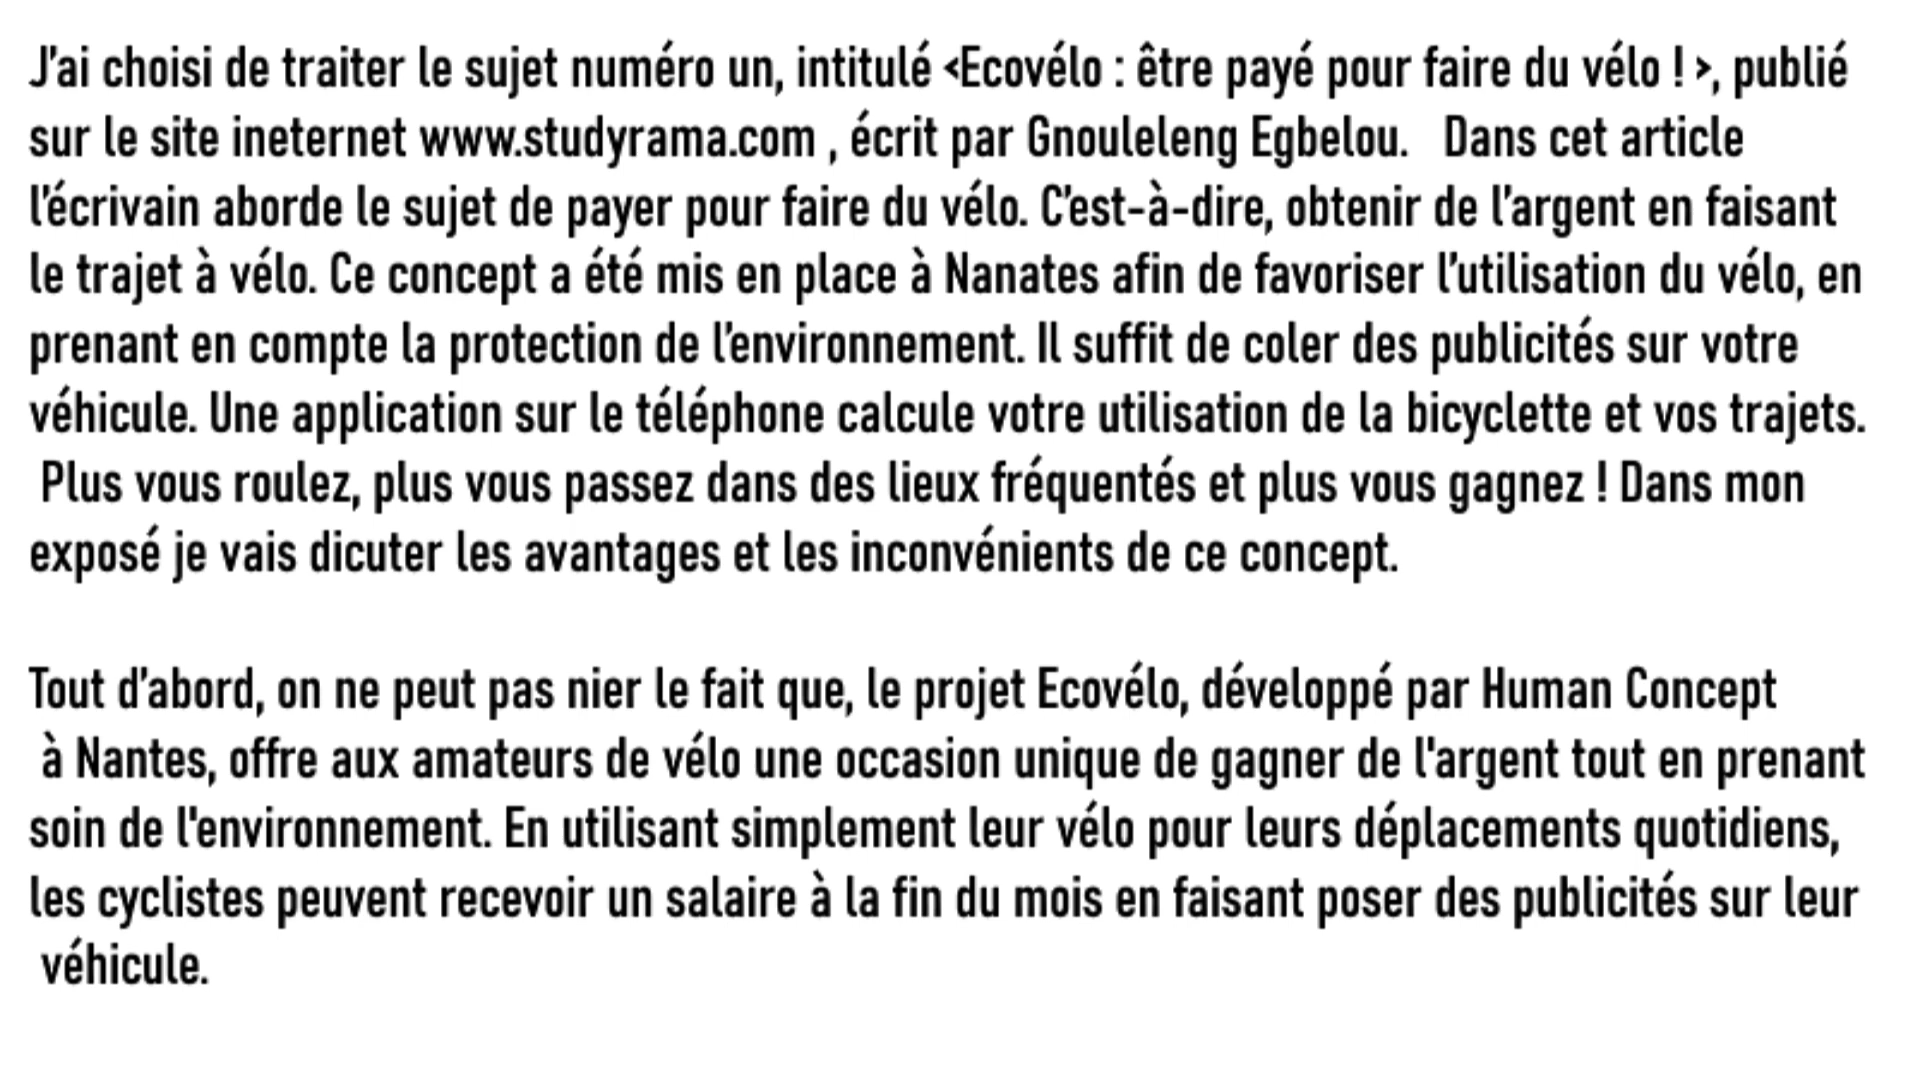 J’ai choisi de traiter le sujet numéro un, intitulé <Ecovélo : être payé pour faire du vélo ! >, publié
sur le site ineternet www.studyrama.com , écrit par Gnouleleng Egbelou.   Dans cet article
l’écrivain aborde le sujet de payer pour faire du vélo. C’est-à-dire, obtenir de l’argent en faisant
le trajet à vélo. Ce concept a été mis en place à Nanates afin de favoriser l’utilisation du vélo, en
prenant en compte la protection de l’environnement. Il suffit de coler des publicités sur votre
véhicule. Une application sur le téléphone calcule votre utilisation de la bicyclette et vos trajets.
Plus vous roulez, plus vous passez dans des lieux fréquentés et plus vous gagnez ! Dans mon
exposé je vais dicuter les avantages et les inconvénients de ce concept.

Tout d’abord, on ne peut pas nier le fait que, le projet Ecovélo, développé par Human Concept
à Nantes, offre aux amateurs de vélo une occasion unique de gagner de l'argent tout en prenant
soin de l'environnement. En utilisant simplement leur vélo pour leurs déplacements quotidiens,
les cyclistes peuvent recevoir un salaire à la fin du mois en faisant poser des publicités sur leur
véhicule.